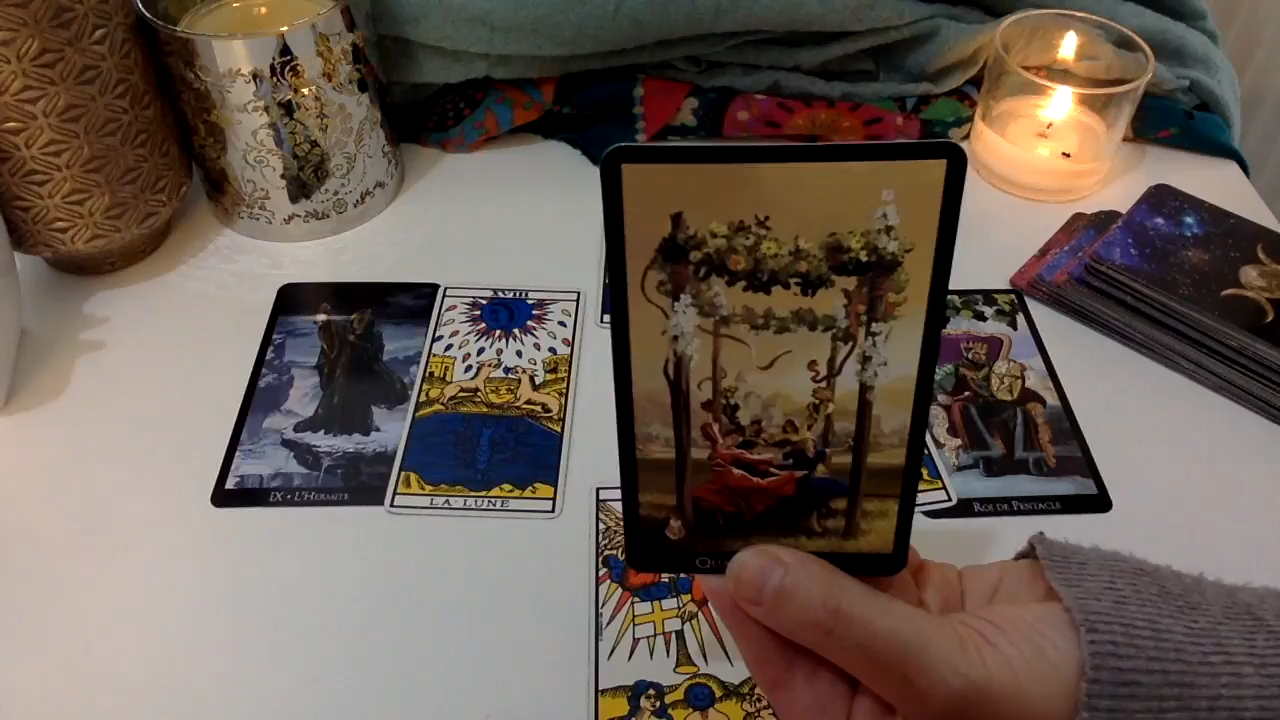 XVIII
IX • L'HERMITE
LA·LUNE
ROI DE PENTACLE